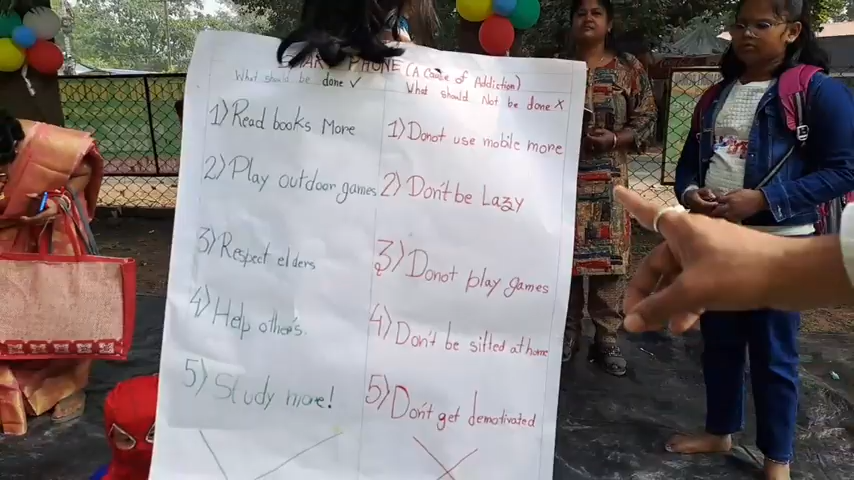 PHONE (A Cause of Addiction)
What should be done ✓
1) Read books More
2) Play outdoor games
3) Respect elders
4) Help other's.
5) Study more!
What should Not be done ×
1) Donot use mobile more.
2) Don't be Lazy
3) Donot play games
4) Don't be sitted at home
5) Don't get demotivated